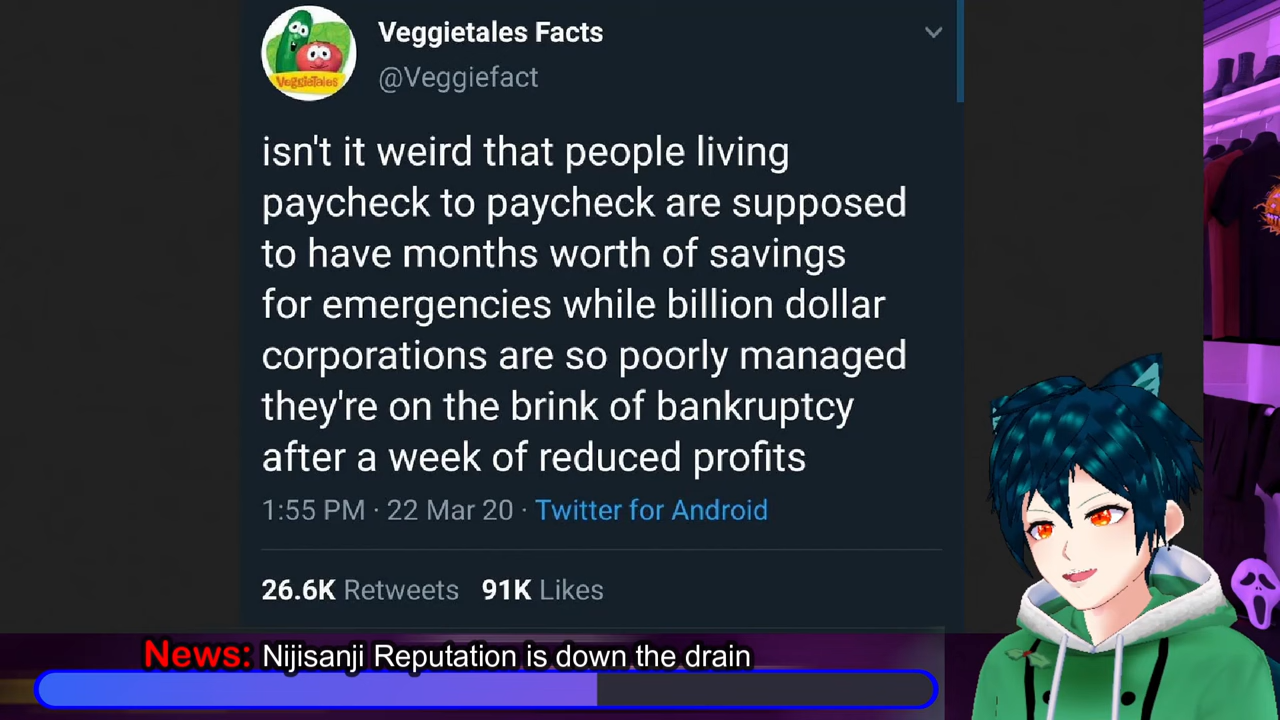 Veggietales Facts
@Veggiefact
VeggieTales
isn't it weird that people living
paycheck to paycheck are supposed
to have months worth of savings
for emergencies while billion dollar
corporations are so poorly managed
they're on the brink of bankruptcy
after a week of reduced profits
1:55 PM · 22 Mar 20 · Twitter for Android
26.6K Retweets 91K Likes
News: Nijisanji Reputation is down the drain